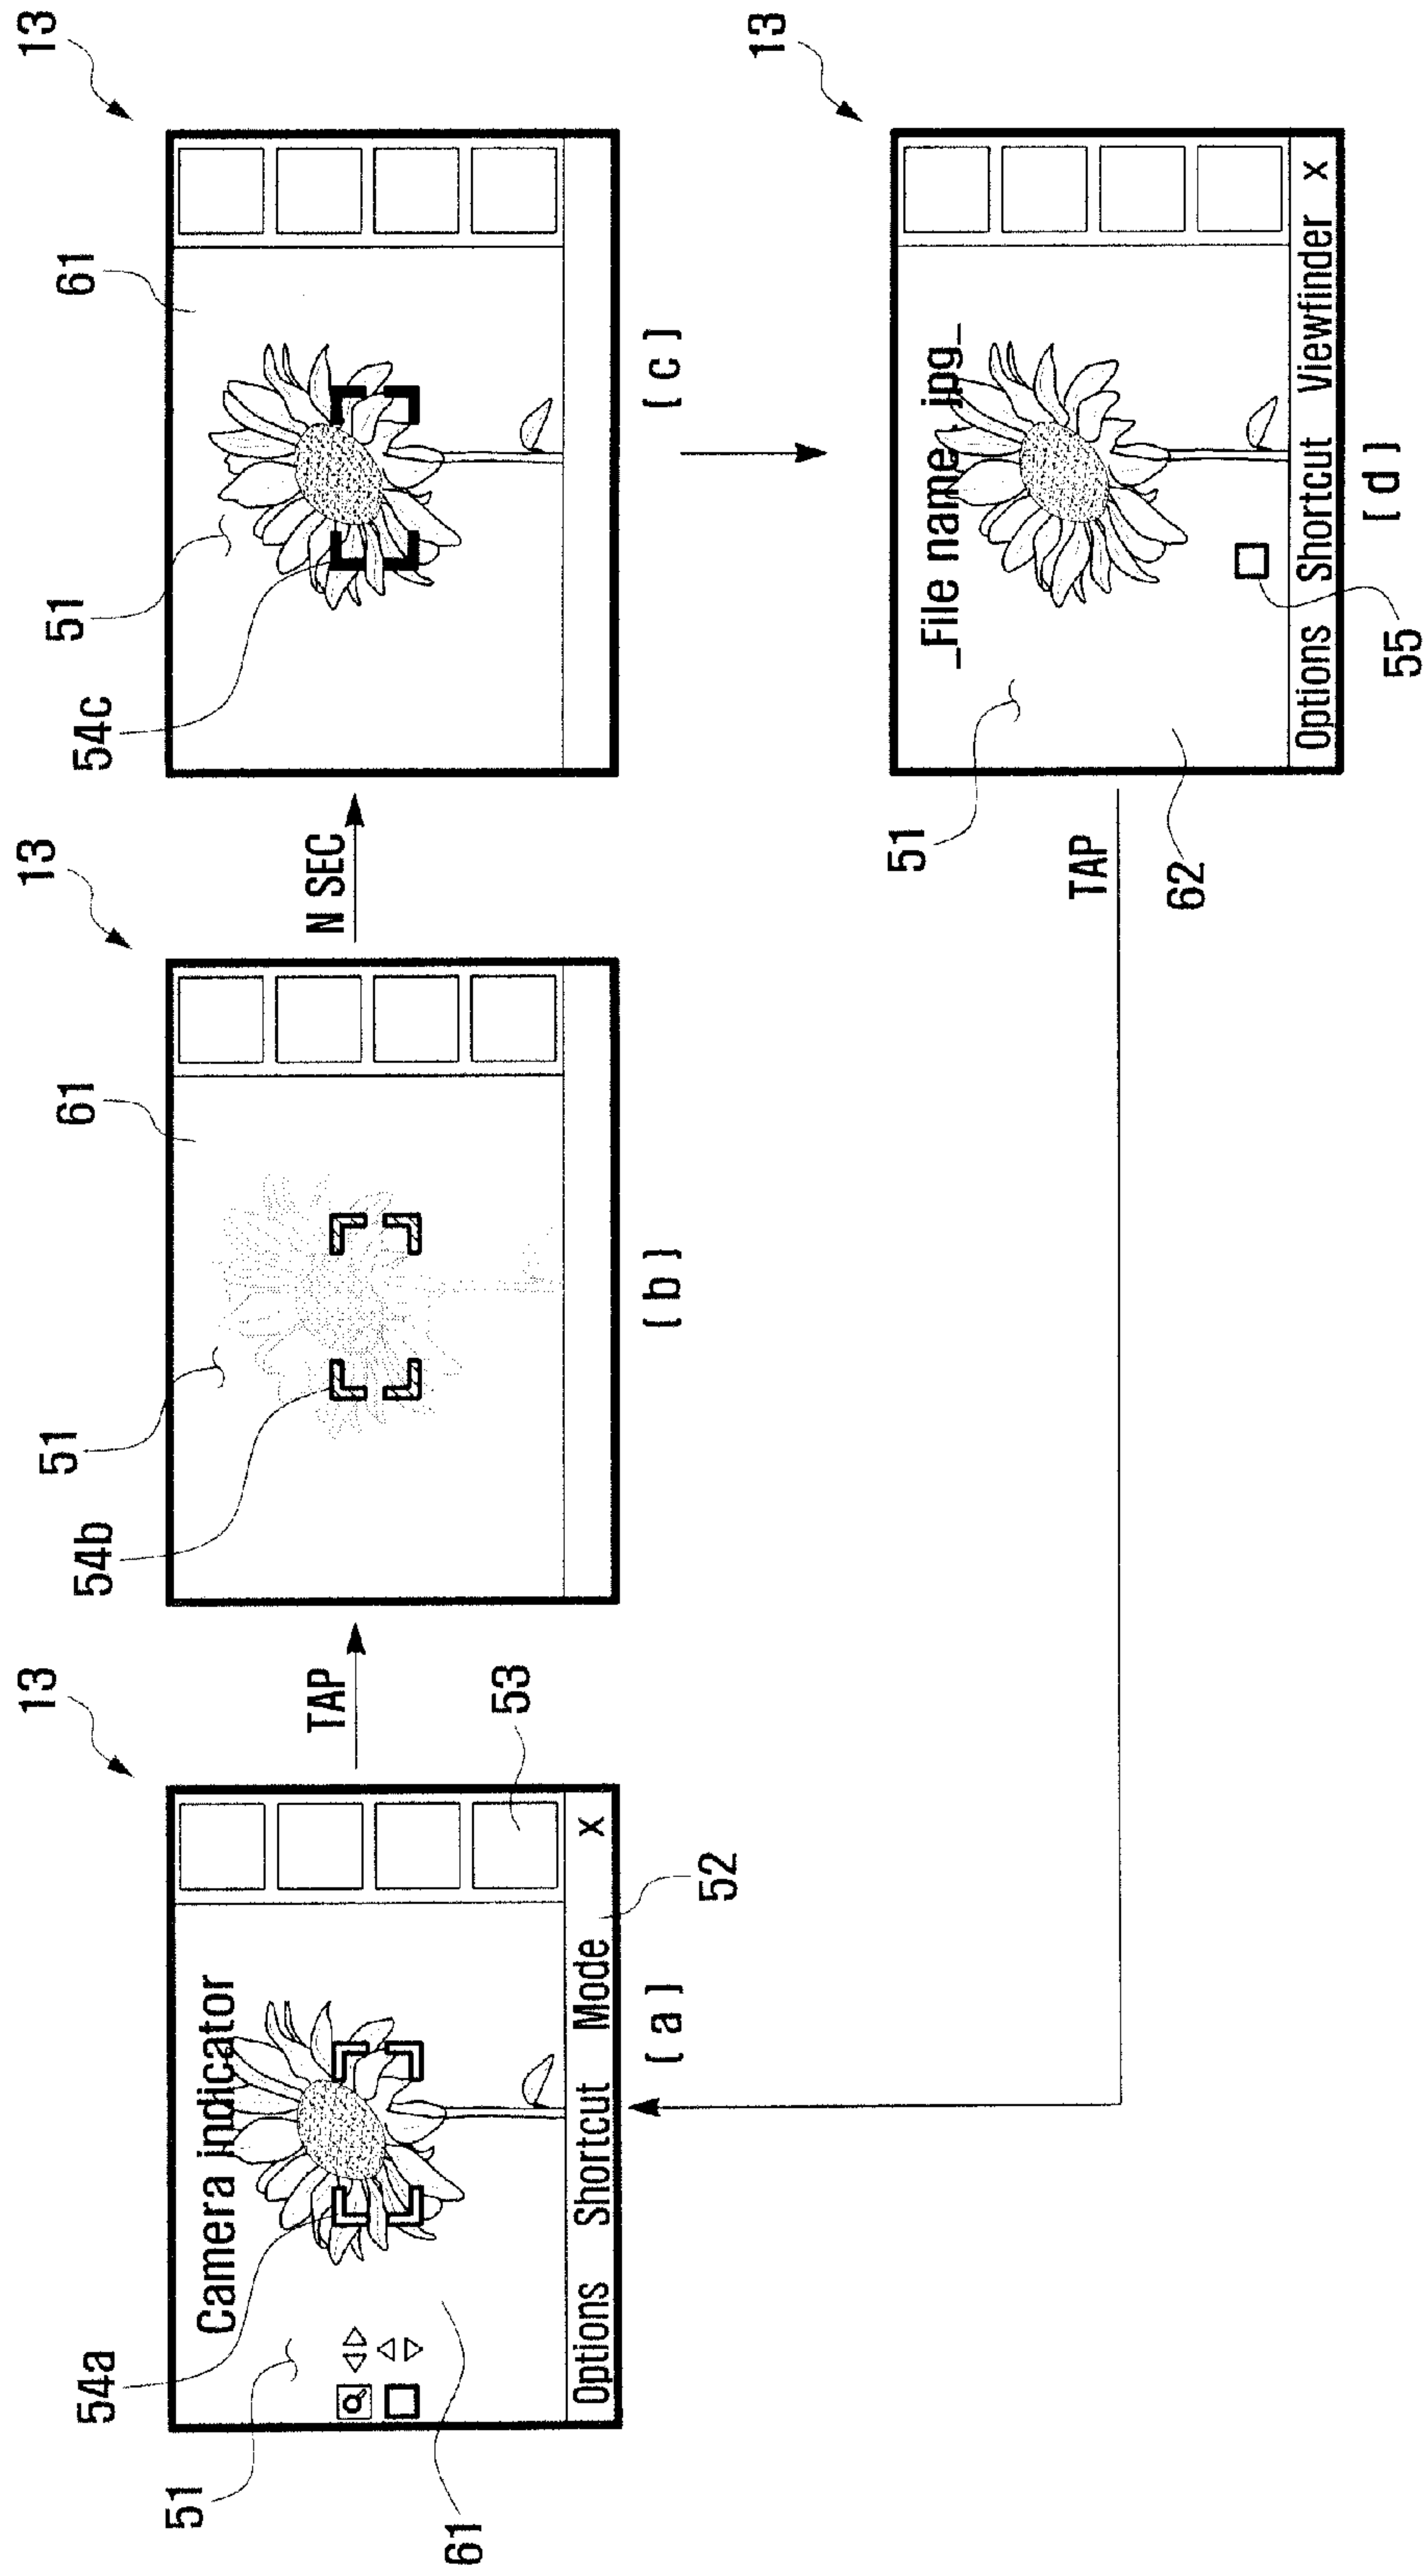 13
54a
51
61
Camera indicator
Options Shortcut Mode x
53
52
[ a ]
TAP
13
54b
51
61
[ b ]
N SEC
13
54c
51
61
[ c ]
13
_File name . jpg_
51
62
55
Options Shortcut Viewfinder x
[ d ]
TAP